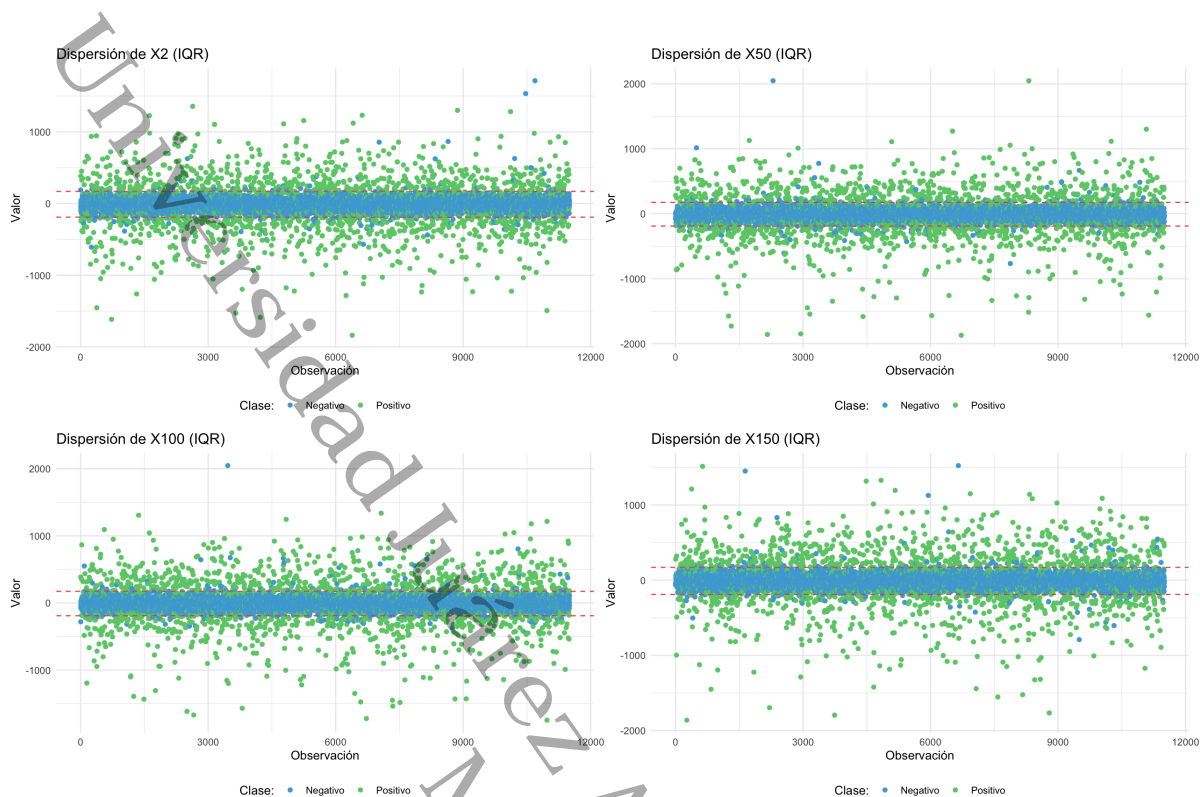 Dispersión de X2 (IQR)
Valor
1000
0
-1000
-2000
0 3000 6000 9000 12000
Observación
Clase: Negativo Positivo
Dispersión de X50 (IQR)
Valor
2000
1000
0
-1000
-2000
0 3000 6000 9000 12000
Observación
Clase: Negativo Positivo
Dispersión de X100 (IQR)
Valor
2000
1000
0
-1000
0 3000 6000 9000 12000
Observación
Clase: Negativo Positivo
Dispersión de X150 (IQR)
Valor
1000
0
-1000
-2000
0 3000 6000 9000 12000
Observación
Clase: Negativo Positivo
Universidad Juárez